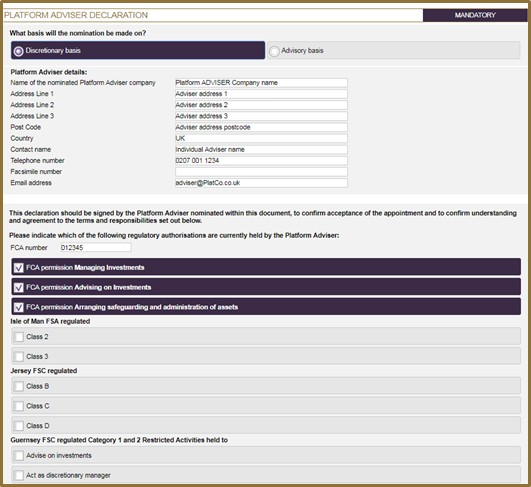 PLATFORM ADVISER DECLARATION MANDATORY
What basis will the nomination be made on?
Discretionary basis Advisory basis
Platform Adviser details:
Name of the nominated Platform Adviser company Platform ADVISER Company name
Address Line 1 Adviser address 1
Address Line 2 Adviser address 2
Address Line 3 Adviser address 3
Post Code Adviser address postcode
Country UK
Contact name Individual Adviser name
Telephone number 0207 001 1234
Facsimile number
Email address adviser@PlatCo.co.uk
This declaration should be signed by the Platform Adviser nominated within this document, to confirm acceptance of the appointment and to confirm understanding
and agreement to the terms and responsibilities set out below.
Please indicate which of the following regulatory authorisations are currently held by the Platform Adviser:
FCA number 012345
FCA permission Managing Investments
FCA permission Advising on Investments
FCA permission Arranging safeguarding and administration of assets
Isle of Man FSA regulated
Class 2
Class 3
Jersey FSC regulated
Class B
Class C
Class D
Guernsey FSC regulated Category 1 and 2 Restricted Activities held to
Advise on investments
Act as discretionary manager